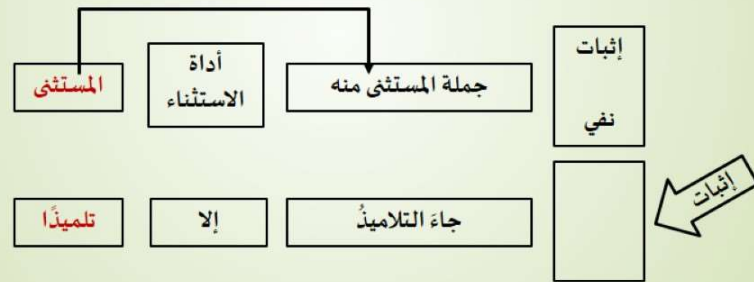 إثبات
نفي
جملة المستثنى منه
أداة
الاستثناء
المستثنى
إثبات
جاءَ التلاميذُ
إلا
تلميذًا